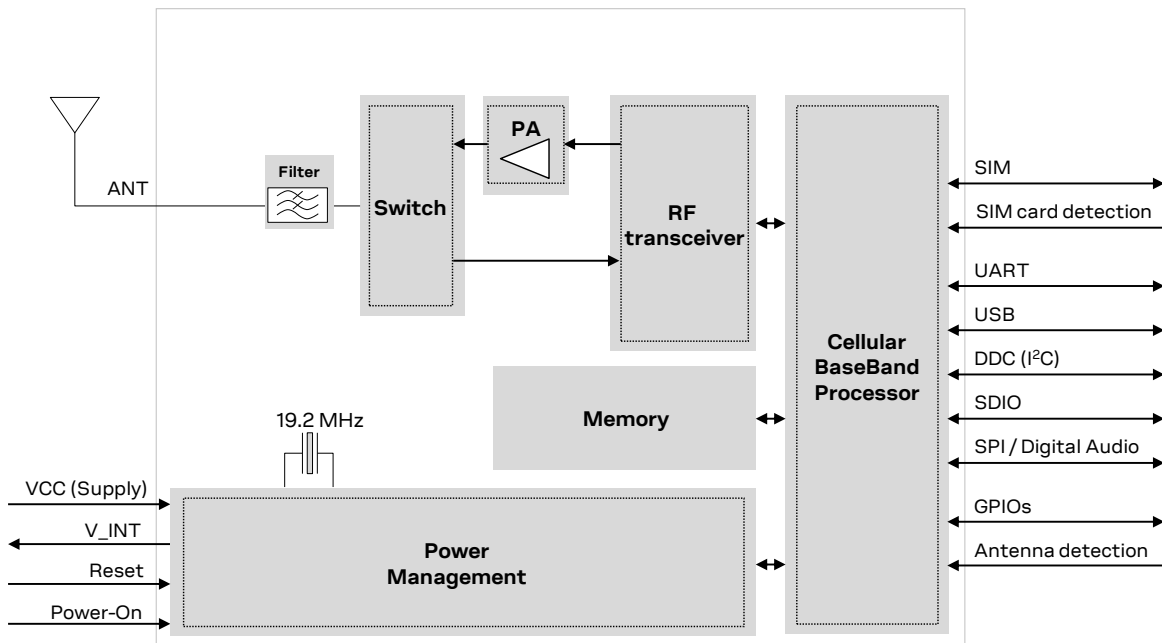 PA
Filter
ANT
Switch
RF
transceiver
SIM
SIM card detection
UART
USB
DDC (I²C)
SDIO
SPI / Digital Audio
GPIOs
Antenna detection
Cellular
BaseBand
Processor
Memory
19.2 MHz
VCC (Supply)
V_INT
Reset
Power-On
Power
Management